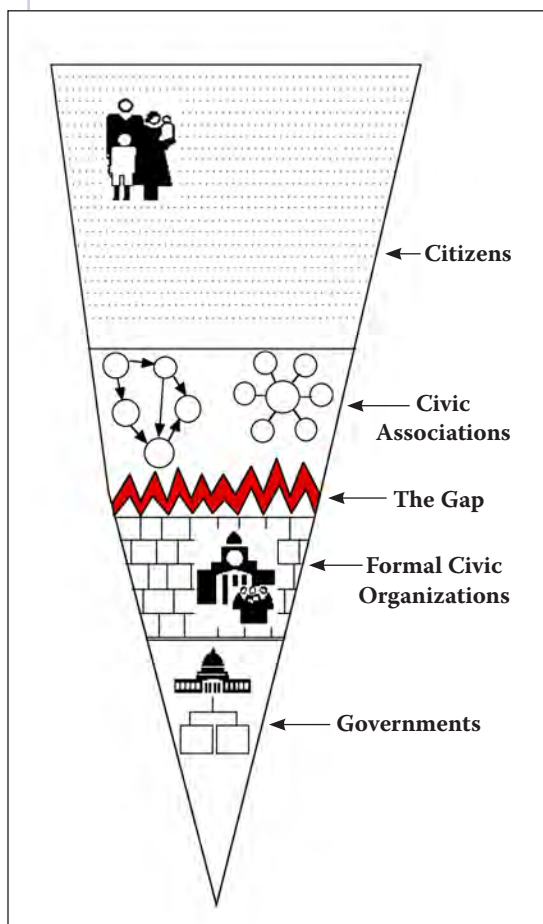 Citizens
Civic
Associations
The Gap
Formal Civic
Organizations
Governments